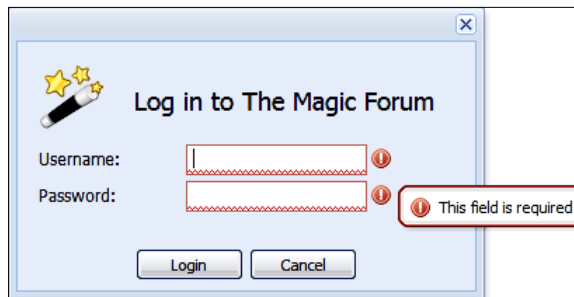 Log in to The Magic Forum
Username:
Password:
This field is required
Login Cancel